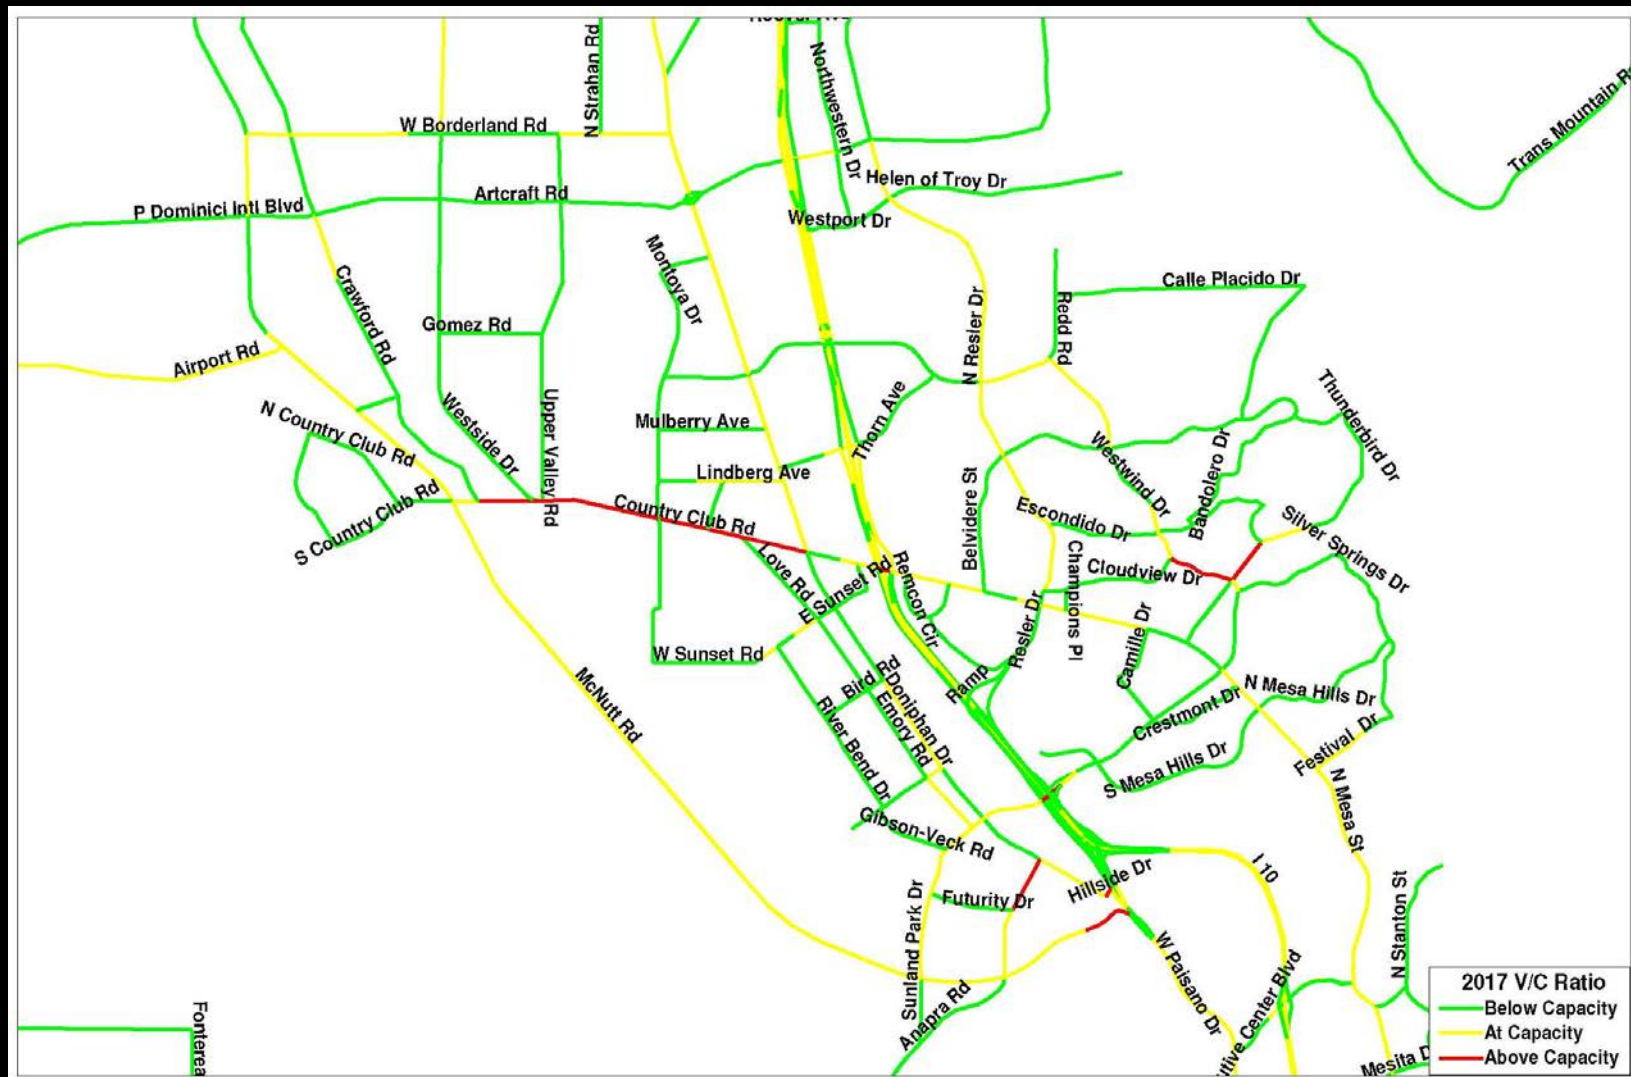 N Strahan Rd
Northwestern Dr
Trans Mountain
W Borderland Rd
Helen of Troy Dr
Artcraft Rd
P Dominici Intl Blvd
Westport Dr
Montoya Dr
Crawford Rd
Calle Placido Dr
N Resler Dr
Redd Rd
Gomez Rd
Airport Rd
Thunderbird Dr
Thorn Ave
N Country Club Rd
Westside Dr
Upper Valley Rd
Mulberry Ave
Westwind Dr
Bandolero Dr
Lindberg Ave
Belvidere St
S Country Club Rd
Country Club Rd
Escondido Dr
Silver Springs Dr
Love Rd
E Sunset Rd
Remcon Cir
Champions Pl
Cloudview Dr
Resler Dr
Camille Dr
W Sunset Rd
Bird Rd
Ramp
McNutt Rd
Doniphan Dr
Emory Rd
River Bend Dr
N Mesa Hills Dr
Crestmont Dr
Festival Dr
S Mesa Hills Dr
N Mesa St
Gibson-Veck Rd
I 10
Hillside Dr
Futurity Dr
Sunland Park Dr
N Stanton St
W Paisano Dr
Anapra Rd
utive Center Blvd
Mesita D
Fonterea
2017 V/C Ratio
Below Capacity
At Capacity
Above Capacity